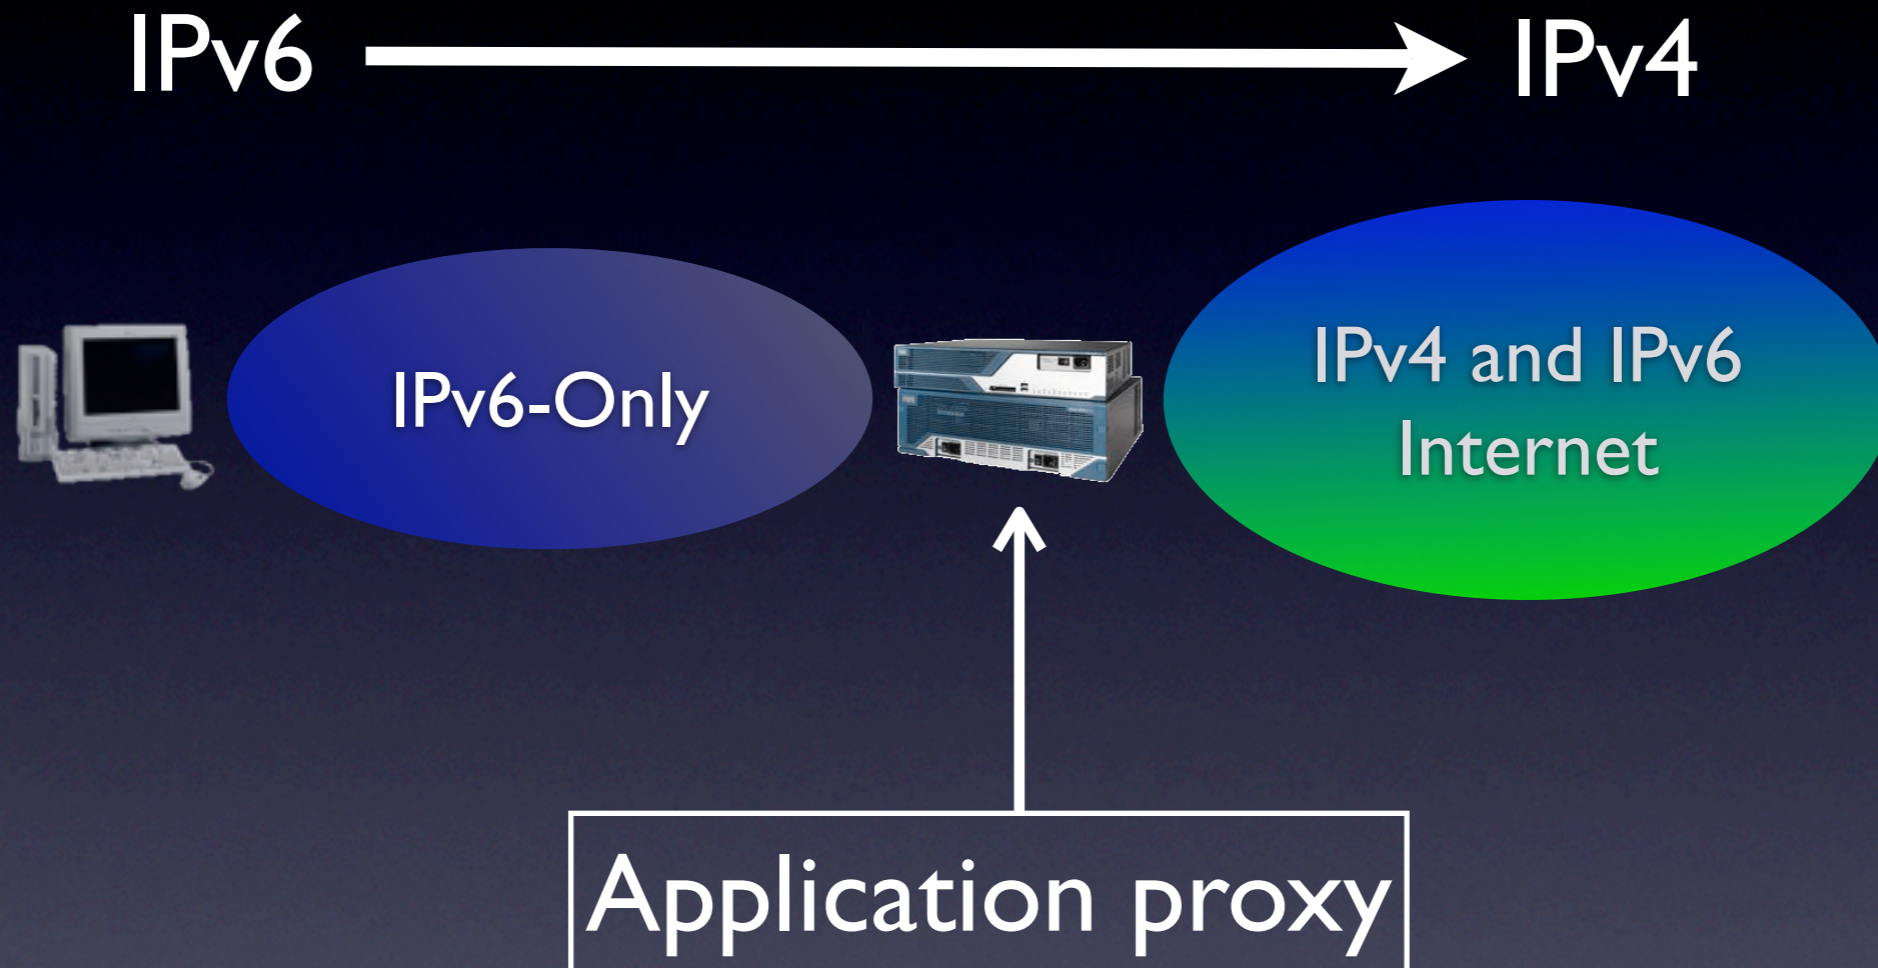 IPv6 IPv4
IPv6-Only
IPv4 and IPv6
Internet
Application proxy